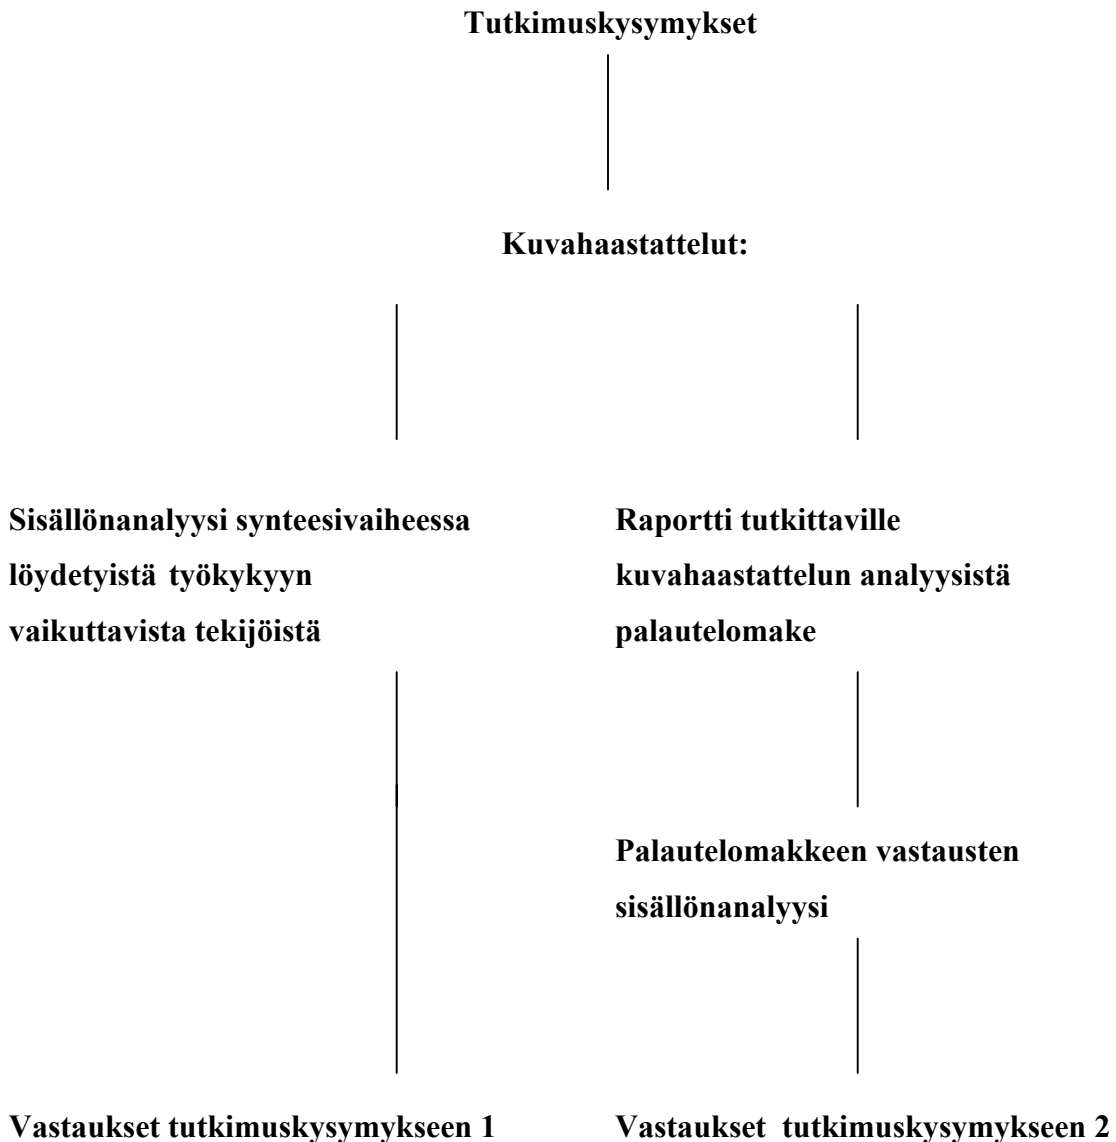 Tutkimuskysymykset
Kuvahaastattelut:
Sisällönanalyysi synteesivaiheessa
löydetyistä työkykyyn
vaikuttavista tekijöistä
Raportti tutkittaville
kuvahaastattelun analyysistä
palautelomake
Palautelomakkeen vastausten
sisällönanalyysi
Vastaukset tutkimuskysymykseen 1
Vastaukset tutkimuskysymykseen 2